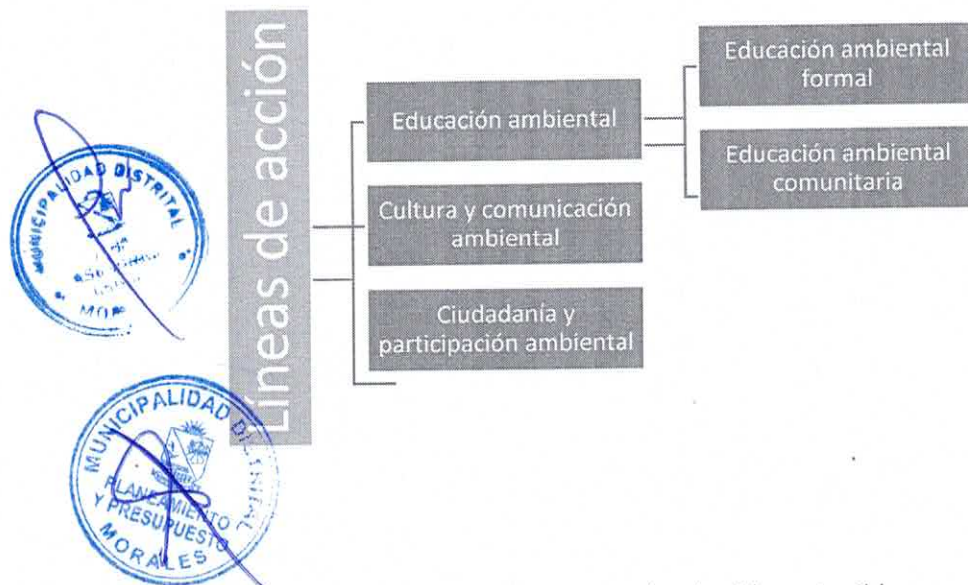 Líneas de acción
Educación ambiental
Cultura y comunicación
ambiental
Ciudadanía y
participación ambiental
Educación ambiental
formal
Educación ambiental
comunitaria
MUNICIPALIDAD DISTRITAL
MUNICIPALIDAD
PLANEAMIENTO
Y PRESUPUESTO
MORALES